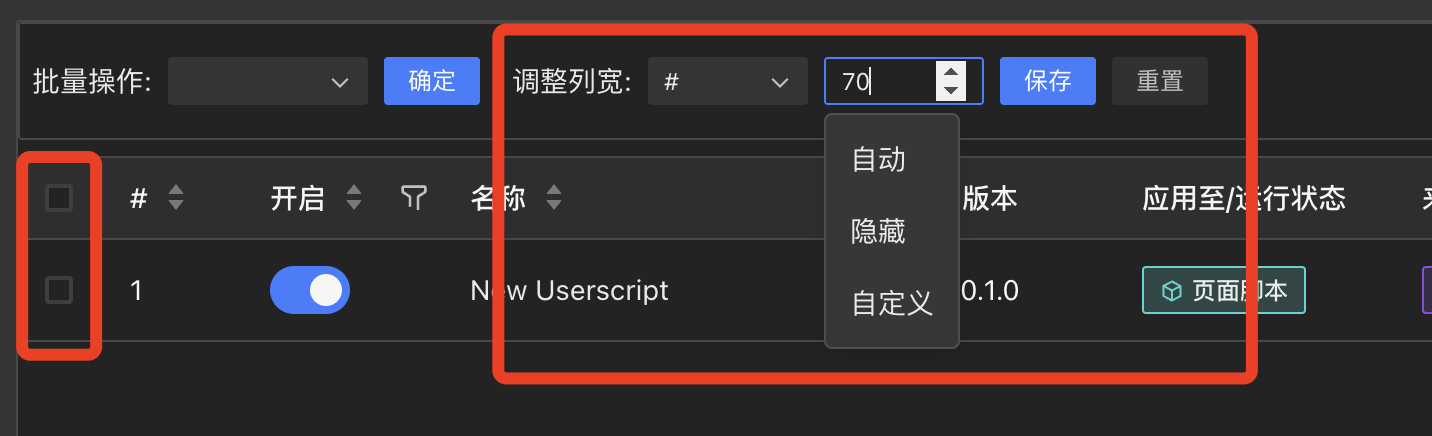 批量操作: 确定 调整列宽: # 70 保存 重置
自动
隐藏
自定义
# 开启 名称 版本 应用至/运行状态
1 New Userscript 0.1.0 页面脚本